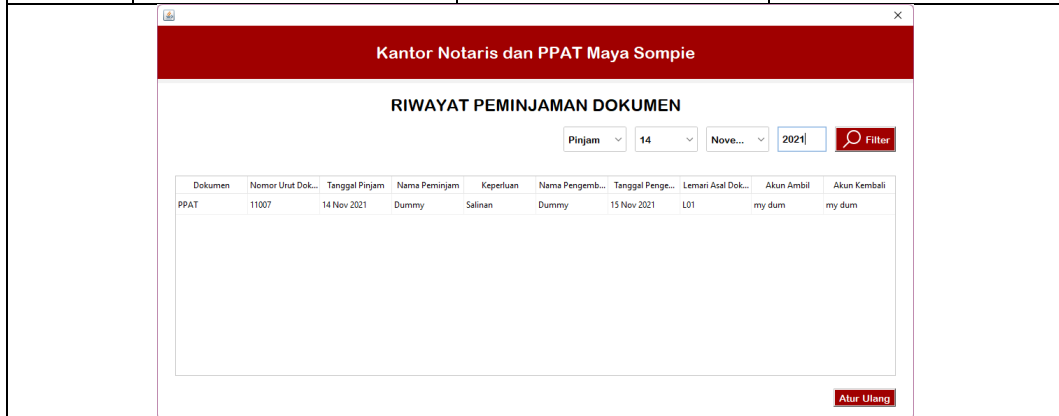 Kantor Notaris dan PPAT Maya Sompie
RIWAYAT PEMINJAMAN DOKUMEN
Pinjam 14 Nove... 2021 Filter
Dokumen Nomor Urut Dok... Tanggal Pinjam Nama Peminjam Keperluan Nama Pengemb... Tanggal Penge... Lemari Asal Dok... Akun Ambil Akun Kembali
PPAT 11007 14 Nov 2021 Dummy Salinan Dummy 15 Nov 2021 L01 my dum my dum
Atur Ulang